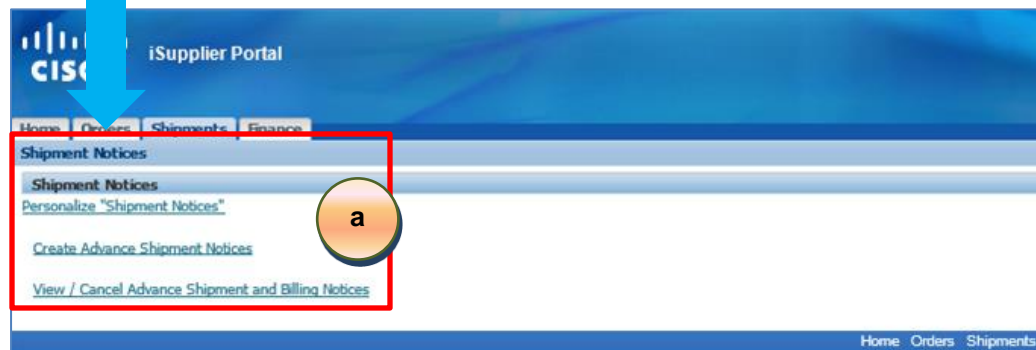 CISC
iSupplier Portal
Home Orders Shipments Finance
Shipment Notices
Shipment Notices
Personalize "Shipment Notices"
a
Create Advance Shipment Notices
View / Cancel Advance Shipment and Billing Notices
Home Orders Shipments